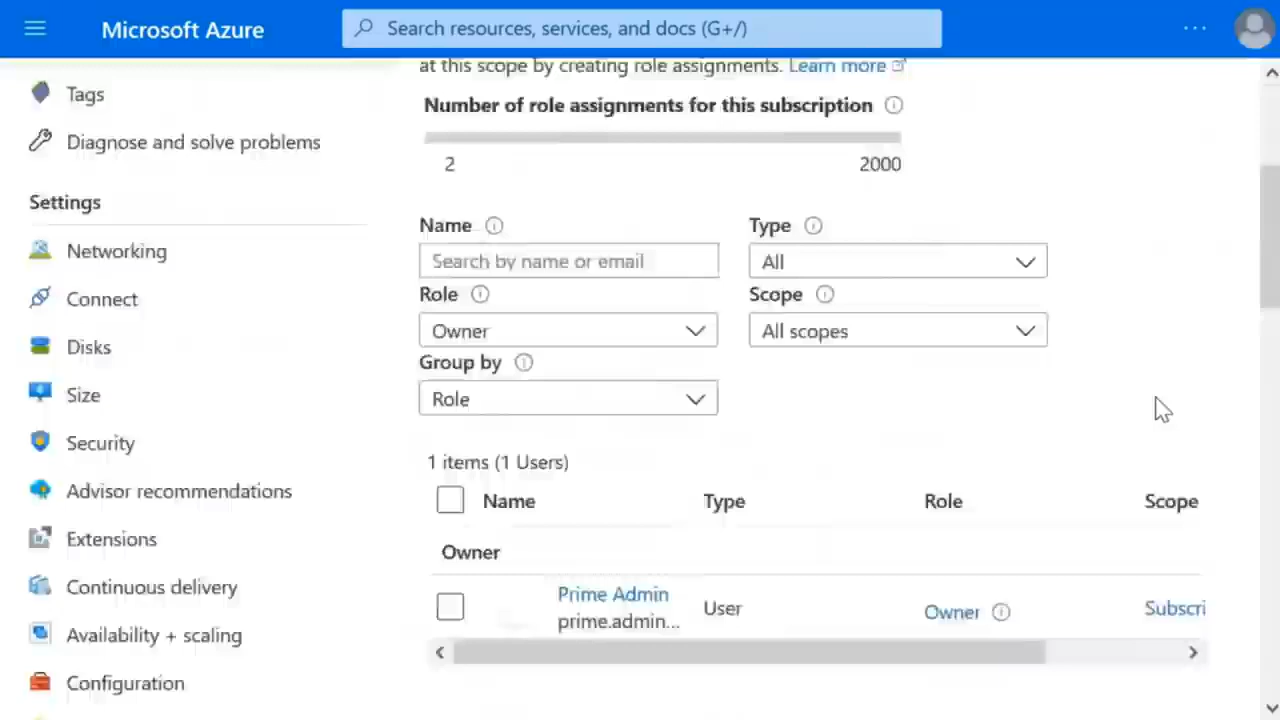 Microsoft Azure
Search resources, services, and docs (G+/)
Tags
Diagnose and solve problems
Settings
Networking
Connect
Disks
Size
Security
Advisor recommendations
Extensions
Continuous delivery
Availability + scaling
Configuration
at this scope by creating role assignments. Learn more
Number of role assignments for this subscription
2 2000
Name Type
Search by name or email All
Role Scope
Owner All scopes
Group by
Role
1 items (1 Users)
Name Type Role Scope
Owner
Prime Admin User Owner Subscri
prime.admin...